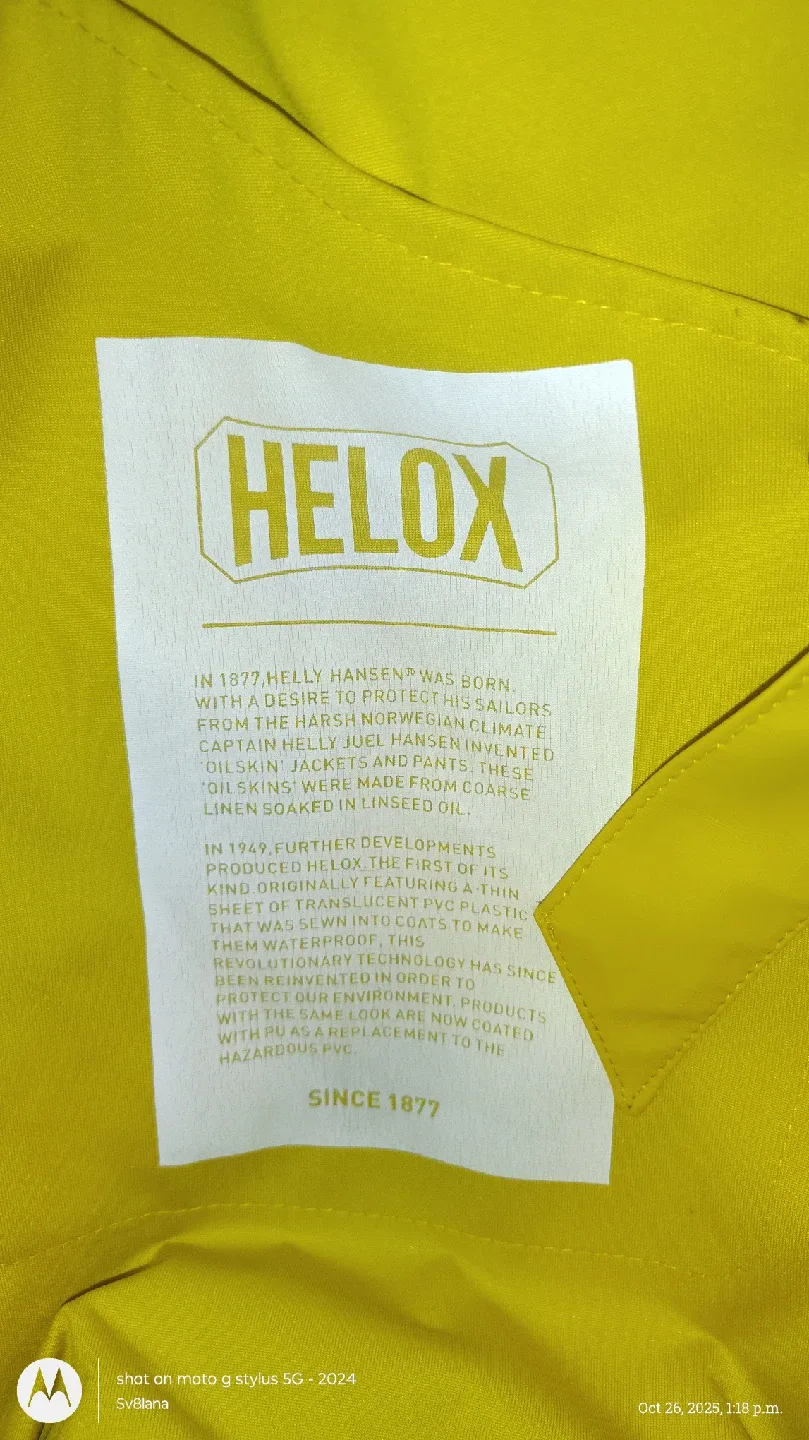 HELOX
IN 1877, HELLY HANSEN® WAS BORN.
WITH A DESIRE TO PROTECT HIS SAILORS
FROM THE HARSH NORWEGIAN CLIMATE,
CAPTAIN HELLY JUEL HANSEN INVENTED
'OILSKIN' JACKETS AND PANTS. THESE
'OILSKINS' WERE MADE FROM COARSE
LINEN SOAKED IN LINSEED OIL.
IN 1949, FURTHER DEVELOPMENTS
PRODUCED HELOX, THE FIRST OF ITS
KIND. ORIGINALLY FEATURING A THIN
SHEET OF TRANSLUCENT PVC PLASTIC
THAT WAS SEWN INTO COATS TO MAKE
THEM WATERPROOF, THIS
REVOLUTIONARY TECHNOLOGY HAS SINCE
BEEN REINVENTED IN ORDER TO
PROTECT OUR ENVIRONMENT. PRODUCTS
WITH THE SAME LOOK ARE NOW COATED
WITH PU AS A REPLACEMENT TO THE
HAZARDOUS PVC.
SINCE 1877
shot on moto g stylus 5G - 2024
Sv8lana
Oct 26, 2025, 1:18 p.m.